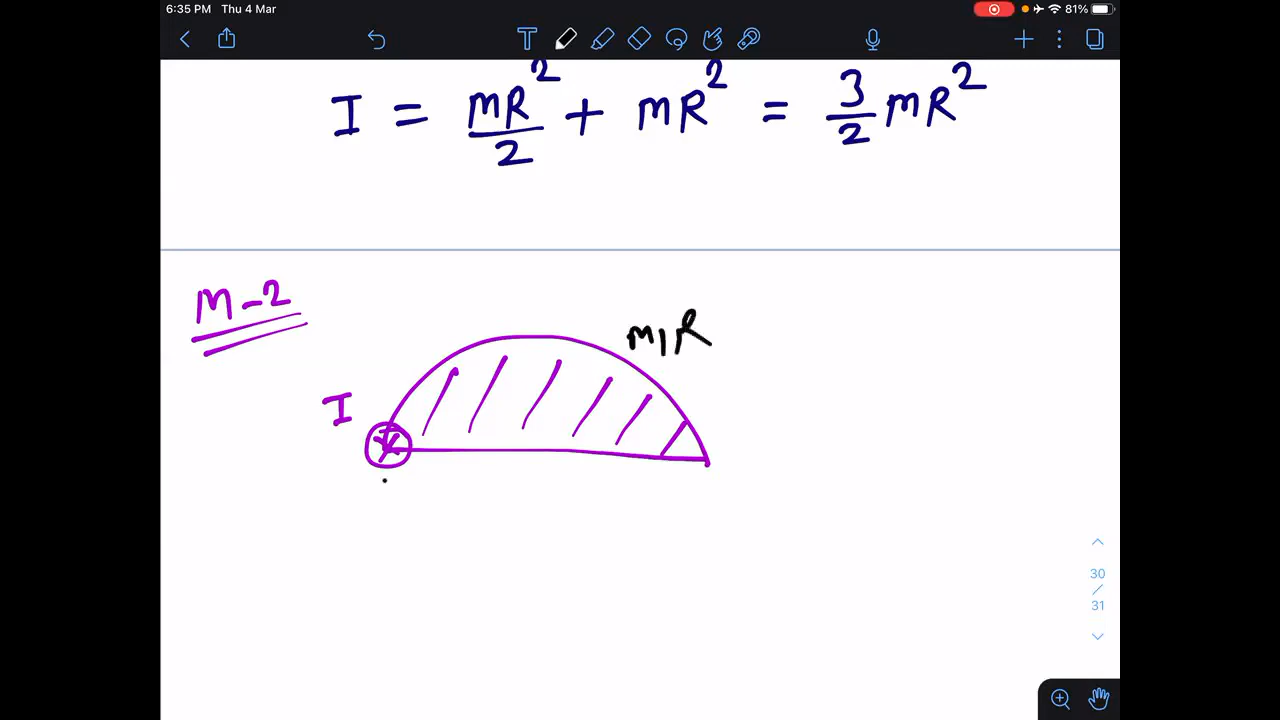 6:35 PM Thu 4 Mar
81%
T
I = mR²/2 + mR² = 3/2 mR²
M-2
m, R
I
30
/
31